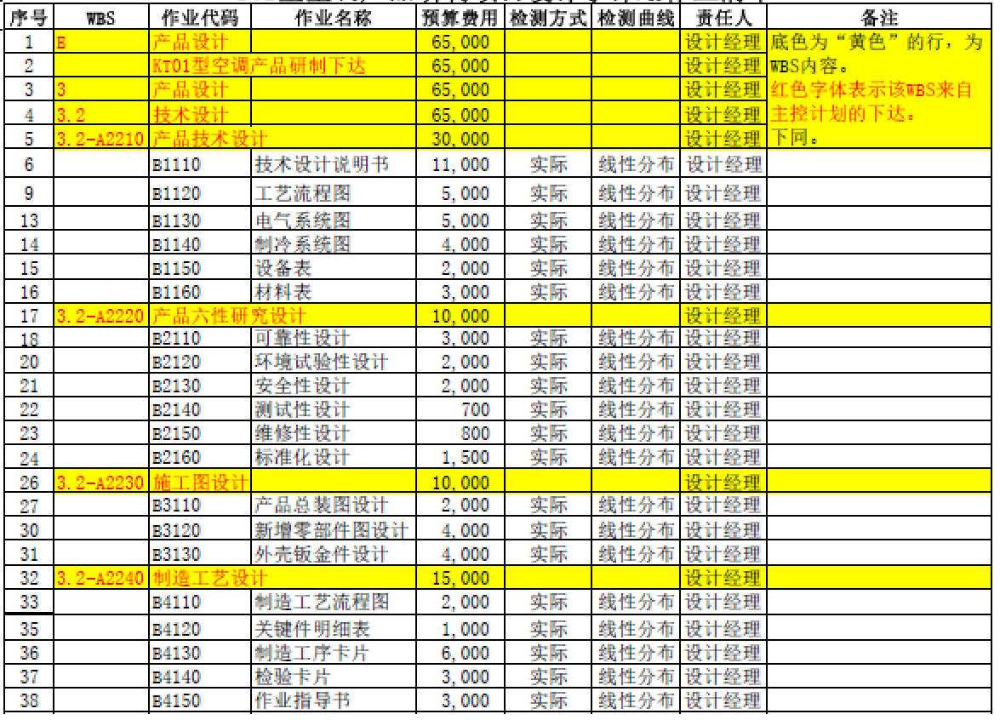 序号 WBS 作业代码 作业名称 预算费用 检测方式 检测曲线 责任人 备注
1 E 产品设计 65,000 设计经理 底色为“黄色”的行，为
2 KT01型空调产品研制下达 65,000 设计经理 WBS内容。
3 3 产品设计 65,000 设计经理 红色字体表示该WBS来自
4 3.2 技术设计 65,000 设计经理 主控计划的下达。
5 3.2-A2210 产品技术设计 30,000 设计经理 下同。
6 B1110 技术设计说明书 11,000 实际 线性分布 设计经理
9 B1120 工艺流程图 5,000 实际 线性分布 设计经理
13 B1130 电气系统图 5,000 实际 线性分布 设计经理
14 B1140 制冷系统图 4,000 实际 线性分布 设计经理
15 B1150 设备表 2,000 实际 线性分布 设计经理
16 B1160 材料表 3,000 实际 线性分布 设计经理
17 3.2-A2220 产品六性研究设计 10,000 设计经理
18 B2110 可靠性设计 3,000 实际 线性分布 设计经理
20 B2120 环境试验性设计 2,000 实际 线性分布 设计经理
21 B2130 安全性设计 2,000 实际 线性分布 设计经理
22 B2140 测试性设计 700 实际 线性分布 设计经理
23 B2150 维修性设计 800 实际 线性分布 设计经理
24 B2160 标准化设计 1,500 实际 线性分布 设计经理
26 3.2-A2230 施工图设计 10,000 设计经理
27 B3110 产品总装图设计 2,000 实际 线性分布 设计经理
30 B3120 新增零部件图设计 4,000 实际 线性分布 设计经理
31 B3130 外壳钣金件设计 4,000 实际 线性分布 设计经理
32 3.2-A2240 制造工艺设计 15,000 设计经理
33 B4110 制造工艺流程图 2,000 实际 线性分布 设计经理
35 B4120 关键件明细表 1,000 实际 线性分布 设计经理
36 B4130 制造工序卡片 6,000 实际 线性分布 设计经理
37 B4140 检验卡片 3,000 实际 线性分布 设计经理
38 B4150 作业指导书 3,000 实际 线性分布 设计经理